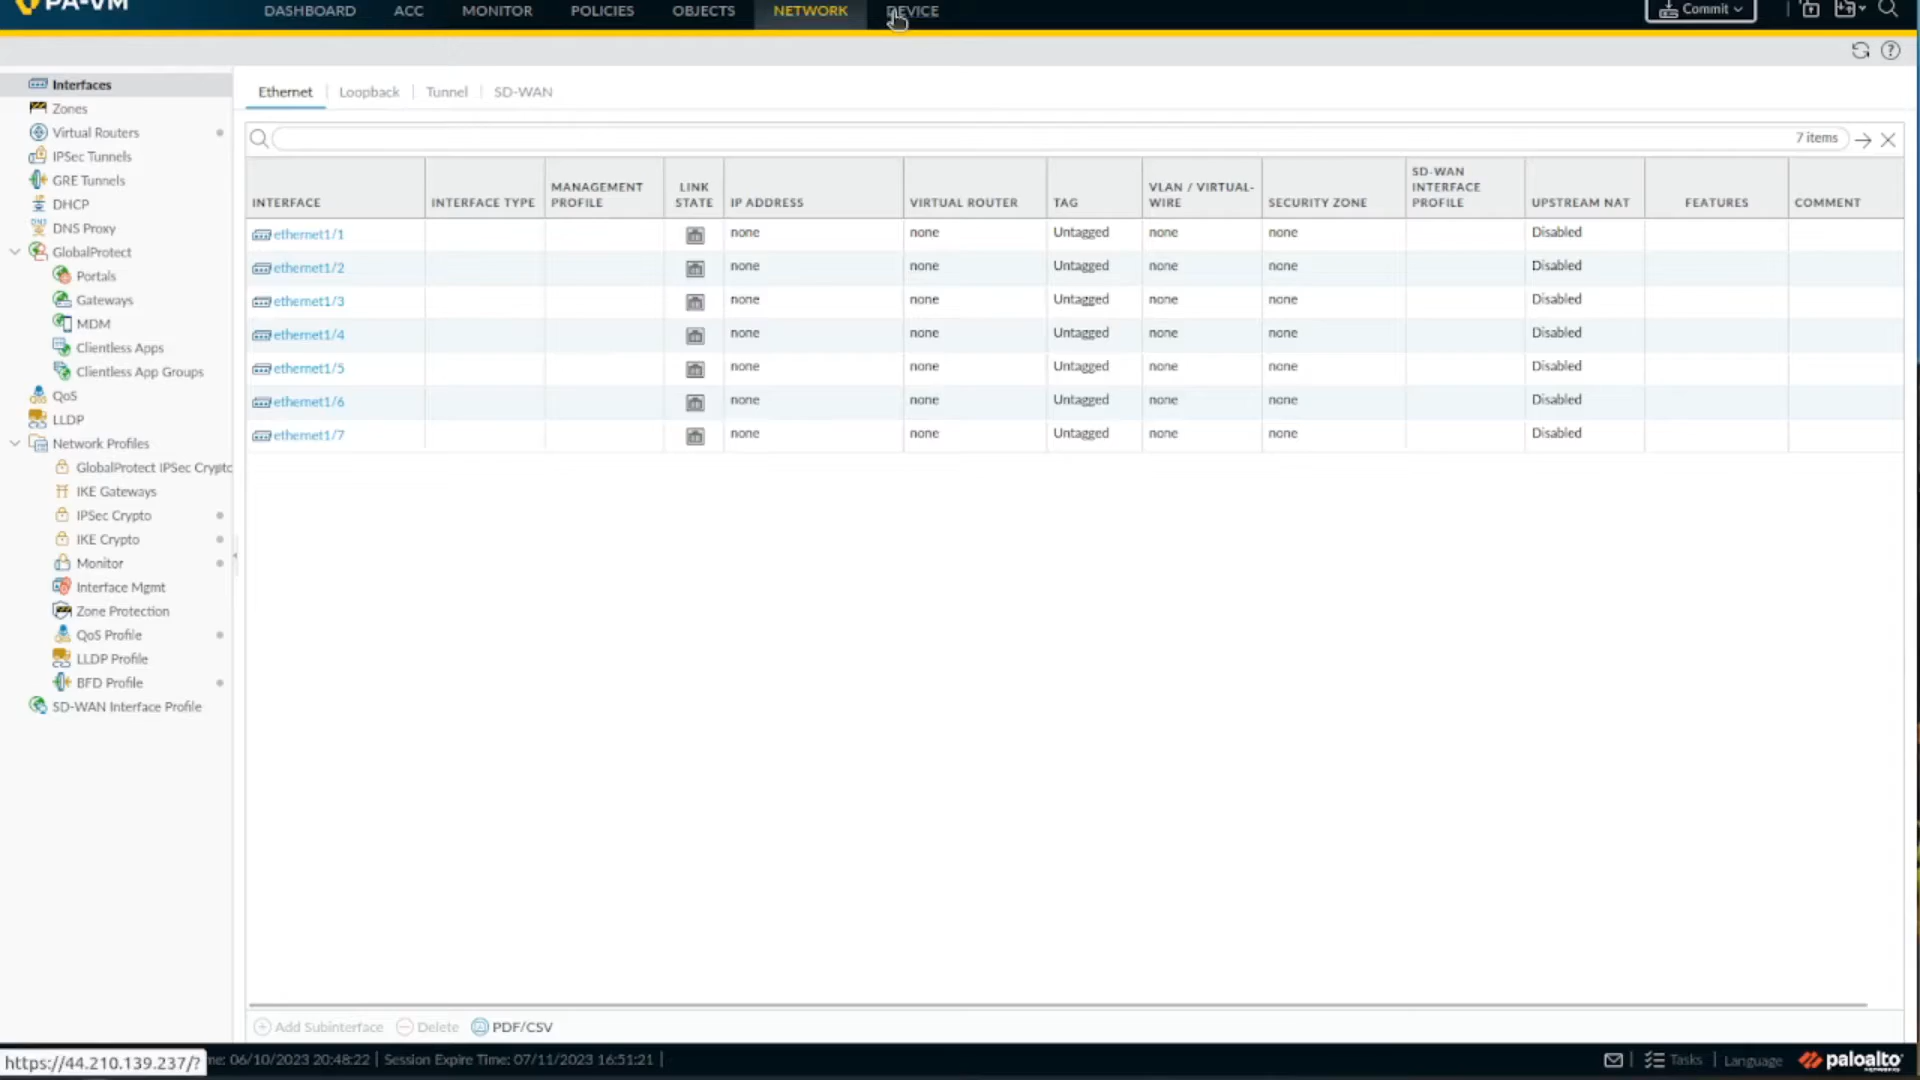 PA-VM DASHBOARD ACC MONITOR POLICIES OBJECTS NETWORK DEVICE Commit
Interfaces
Zones
Virtual Routers
IPSec Tunnels
GRE Tunnels
DHCP
DNS Proxy
GlobalProtect
Portals
Gateways
MDM
Clientless Apps
Clientless App Groups
QoS
LLDP
Network Profiles
GlobalProtect IPSec Crypto
IKE Gateways
IPSec Crypto
IKE Crypto
Monitor
Interface Mgmt
Zone Protection
QoS Profile
LLDP Profile
BFD Profile
SD-WAN Interface Profile
Ethernet | Loopback | Tunnel | SD-WAN
7 items
INTERFACE INTERFACE TYPE MANAGEMENT PROFILE LINK STATE IP ADDRESS VIRTUAL ROUTER TAG VLAN / VIRTUAL-WIRE SECURITY ZONE SD-WAN INTERFACE PROFILE UPSTREAM NAT FEATURES COMMENT
ethernet1/1 none none Untagged none none Disabled
ethernet1/2 none none Untagged none none Disabled
ethernet1/3 none none Untagged none none Disabled
ethernet1/4 none none Untagged none none Disabled
ethernet1/5 none none Untagged none none Disabled
ethernet1/6 none none Untagged none none Disabled
ethernet1/7 none none Untagged none none Disabled
Add Subinterface Delete PDF/CSV
https://44.210.139.237/? me: 06/10/2023 20:48:22 | Session Expire Time: 07/11/2023 16:51:21 | Tasks | Language paloalto NETWORKS